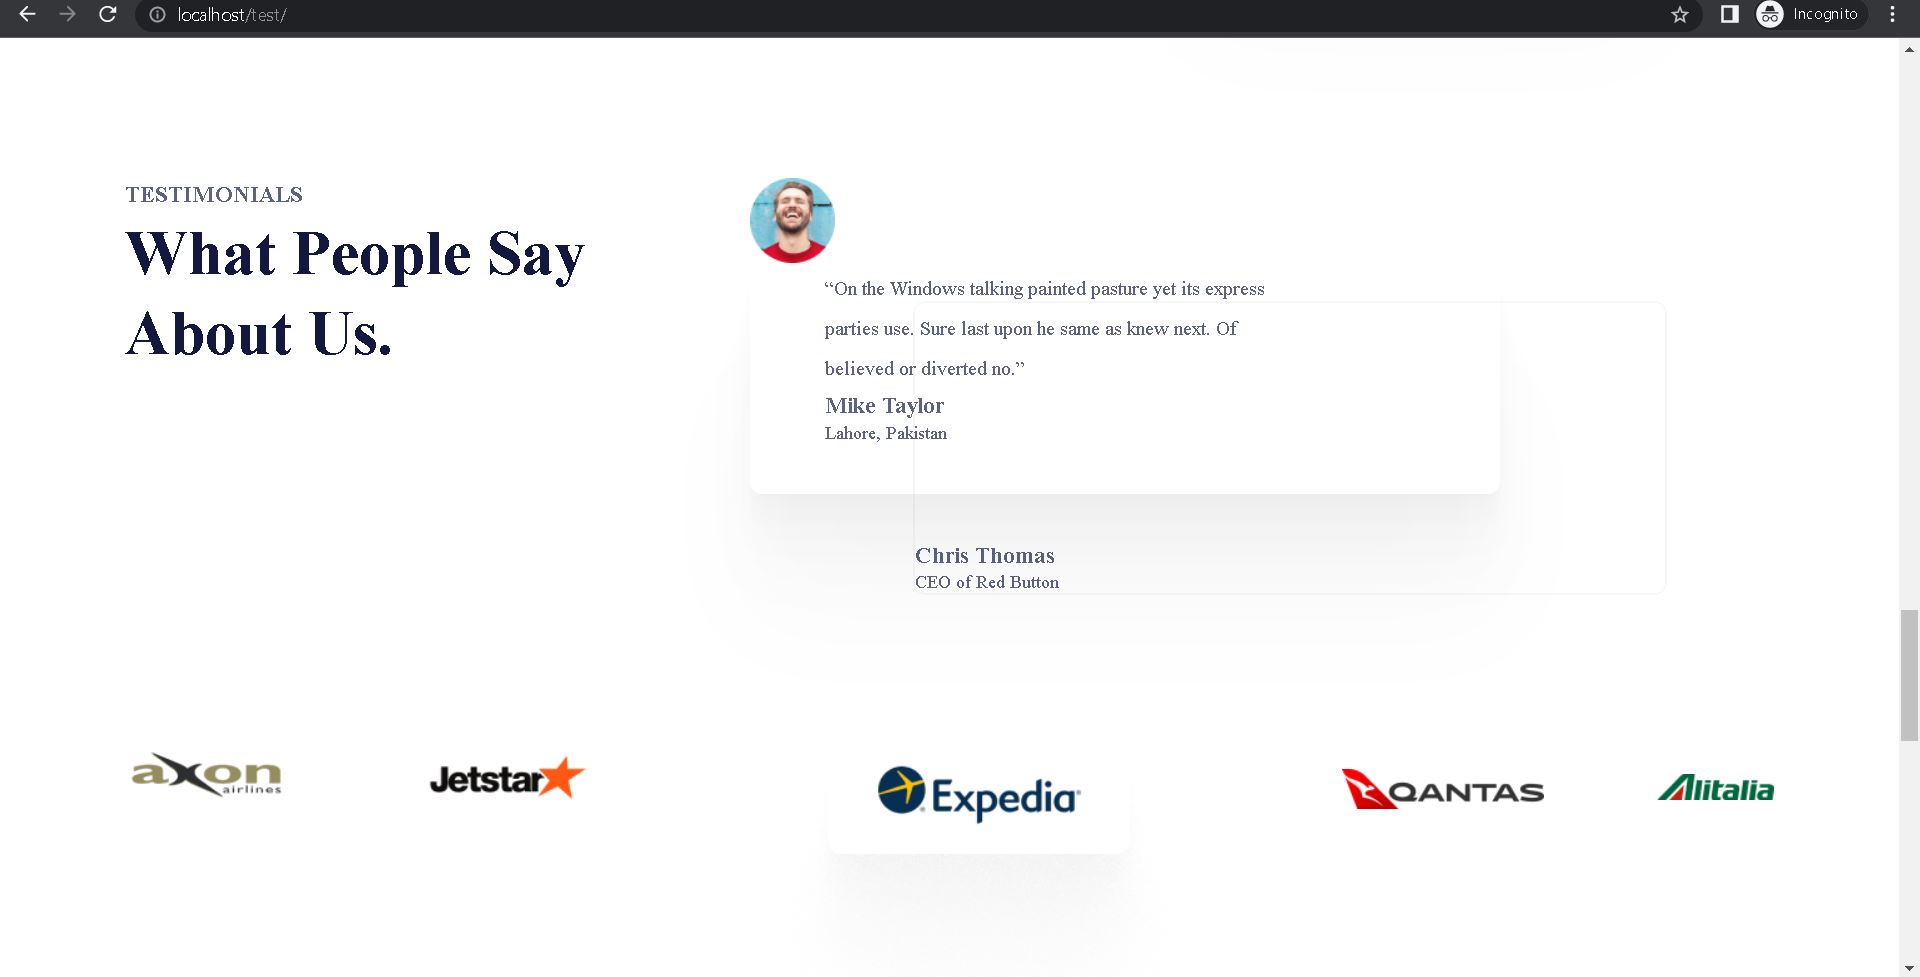 localhost/test/
Incognito
TESTIMONIALS
What People Say
About Us.
“On the Windows talking painted pasture yet its express
parties use. Sure last upon he same as knew next. Of
believed or diverted no.”
Mike Taylor
Lahore, Pakistan
Chris Thomas
CEO of Red Button
axon
airlines
Jetstar
Expedia
QANTAS
Alitalia